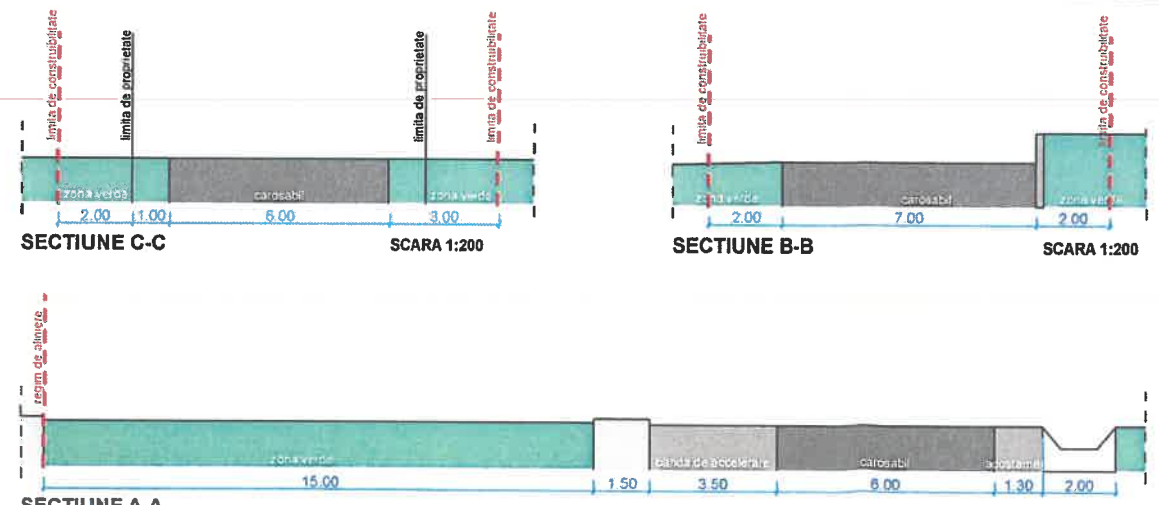 limita de construibilitate
limita de proprietate
limita de proprietate
limita de construibilitate
zona verde
carosabil
zona verde
2.00 1.00 6.00 3.00
SECTIUNE C-C SCARA 1:200
limita de construibilitate
limita de construibilitate
zona verde
carosabil
zona verde
2.00 7.00 2.00
SECTIUNE B-B SCARA 1:200
regim de aliniere
zona verde
banda de accelerare
carosabil
15.00 1.50 3.50 6.00 1.30 2.00
SECTIUNE A-A